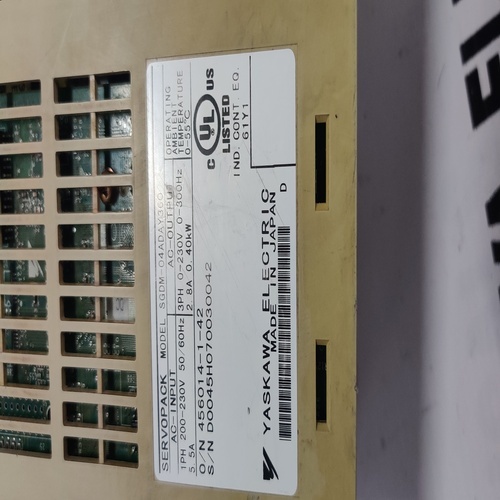 SERVOPACK MODEL SGDM-04ADAY360
AC-INPUT
AC-OUTPUT
OPERATING
AMBIENT
TEMPERATURE
0-55°C
1PH 200-230V 50/60Hz
5.5A
3PH 0-230V 0-300Hz
2.8A 0.40kW
O/N 456014-1-42
S/N D0045H070030042
C UL US
LISTED
IND. CONT. EQ.
61Y1
YASKAWA ELECTRIC
MADE IN JAPAN
D